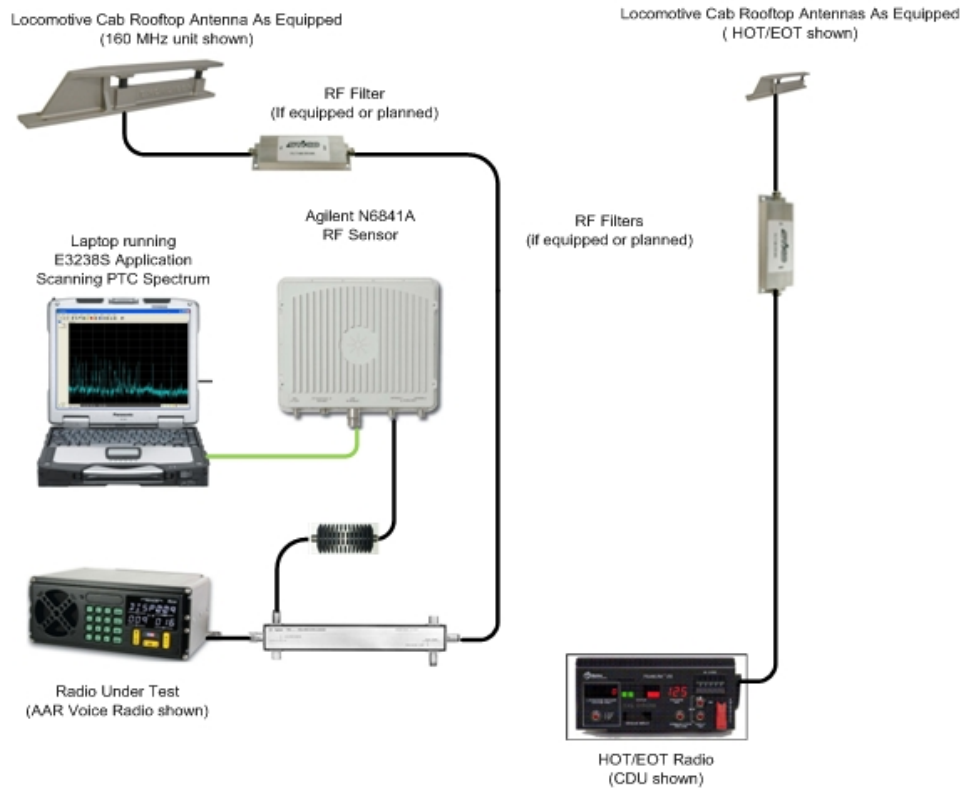 Locomotive Cab Rooftop Antenna As Equipped
(160 MHz unit shown)
Locomotive Cab Rooftop Antennas As Equipped
( HOT/EOT shown)
RF Filter
(If equipped or planned)
RF Filters
(if equipped or planned)
Agilent N6841A
RF Sensor
Laptop running
E3238S Application
Scanning PTC Spectrum
Panasonic
125
Radio Under Test
(AAR Voice Radio shown)
HOT/EOT Radio
(CDU shown)